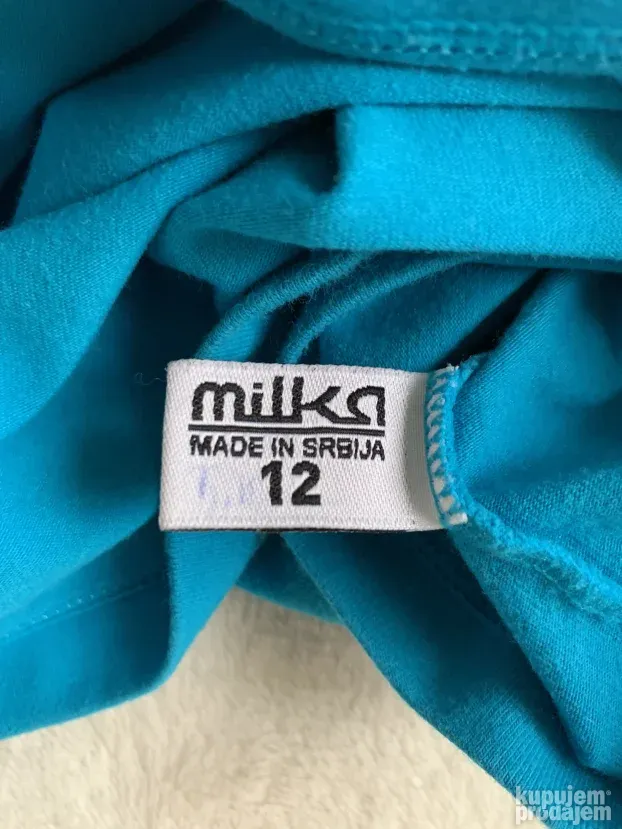 milka
MADE IN SRBIJA
12
kupujem
prodajem